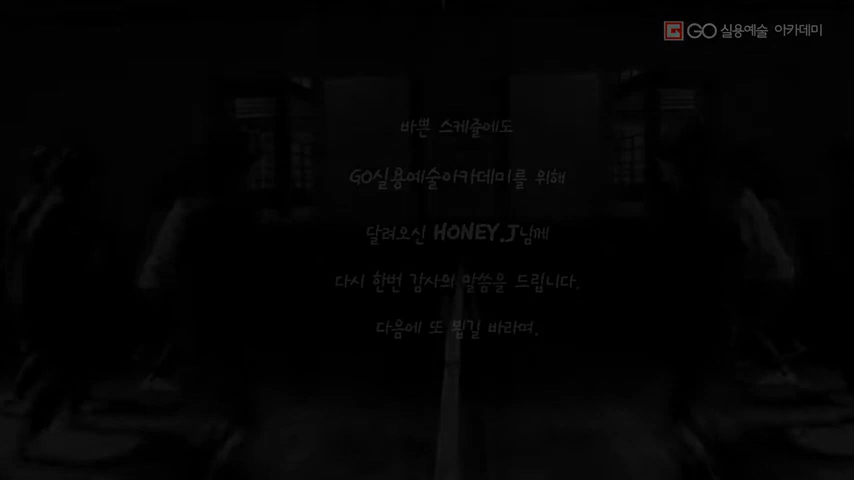 GO 실용예술 아카데미
바쁜 스케줄에도
GO실용예술아카데미를 위해
달려오신 HONEY.J님께
다시 한번 감사의 말씀을 드립니다.
다음에 또 뵙길 바라며.